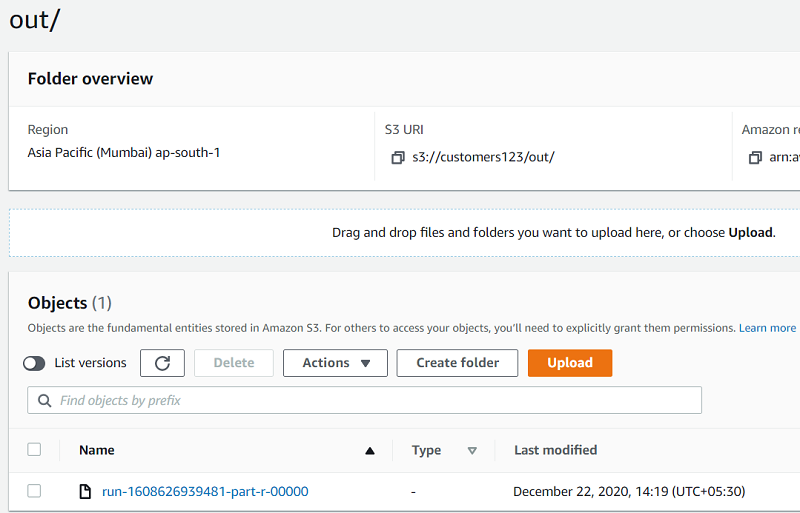 out/
Folder overview
Region
Asia Pacific (Mumbai) ap-south-1
S3 URI
s3://customers123/out/
Amazon re
arn:a
Drag and drop files and folders you want to upload here, or choose Upload.
Objects (1)
Objects are the fundamental entities stored in Amazon S3. For others to access your objects, you'll need to explicitly grant them permissions. Learn more
List versions
Delete
Actions
Create folder
Upload
Find objects by prefix
Name
Type
Last modified
run-1608626939481-part-r-00000
-
December 22, 2020, 14:19 (UTC+05:30)